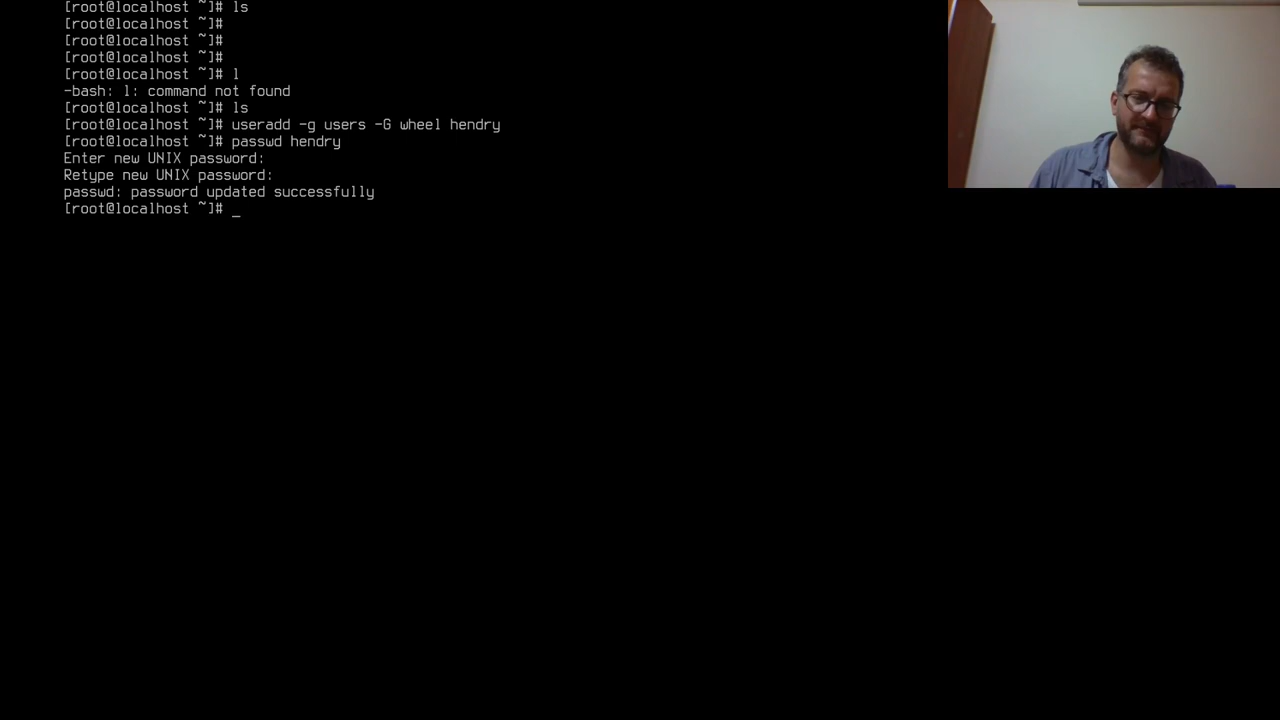 [root@localhost ~]# ls
[root@localhost ~]#
[root@localhost ~]#
[root@localhost ~]#
[root@localhost ~]# l
-bash: l: command not found
[root@localhost ~]# ls
[root@localhost ~]# useradd -g users -G wheel hendry
[root@localhost ~]# passwd hendry
Enter new UNIX password:
Retype new UNIX password:
passwd: password updated successfully
[root@localhost ~]# _